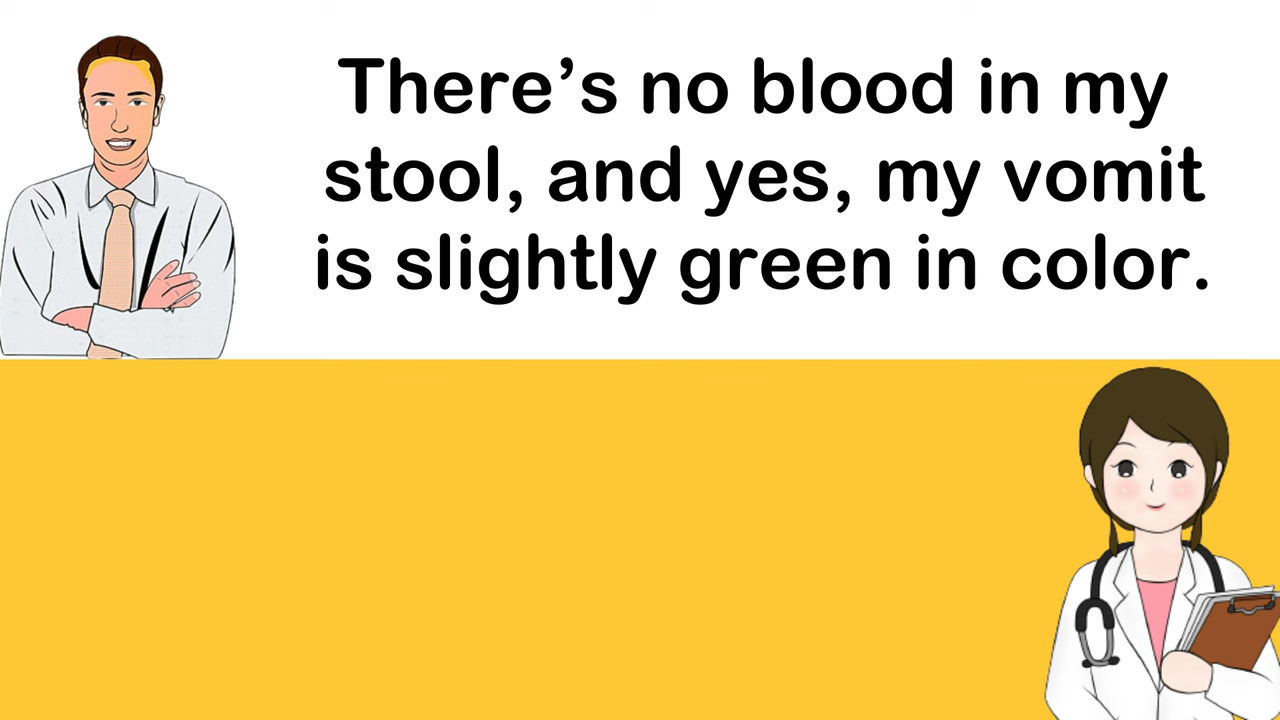 There’s no blood in my
stool, and yes, my vomit
is slightly green in color.